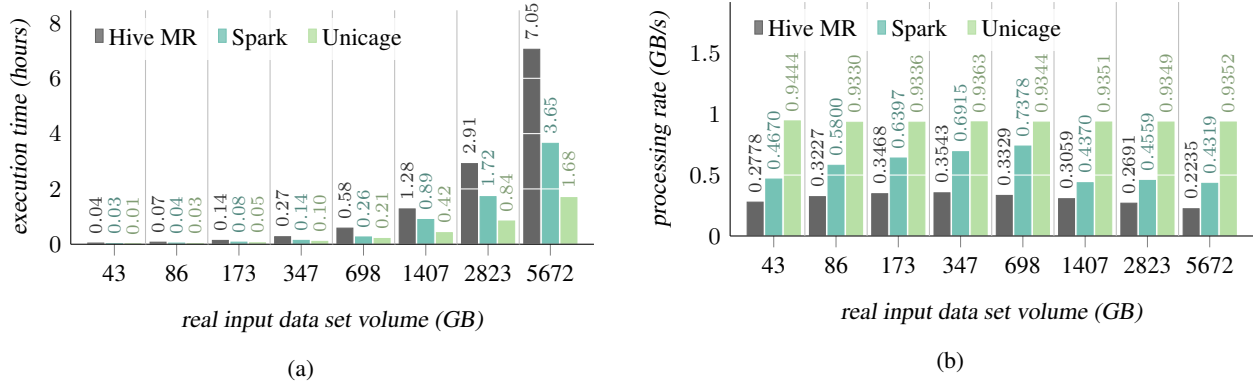 8
6
4
2
0
execution time (hours)
Hive MR Spark Unicage
0.04 0.03 0.01
0.07 0.04 0.03
0.14 0.08 0.05
0.27 0.14 0.10
0.58 0.26 0.21
1.28 0.89 0.42
2.91 1.72 0.84
7.05 3.65 1.68
43 86 173 347 698 1407 2823 5672
real input data set volume (GB)
(a)
1.5
1
0.5
0
processing rate (GB/s)
Hive MR Spark Unicage
0.2778 0.4670 0.9444
0.3227 0.5800 0.9330
0.3468 0.6397 0.9336
0.3543 0.6915 0.9363
0.3329 0.7378 0.9344
0.3059 0.4370 0.9351
0.2691 0.4559 0.9349
0.2235 0.4319 0.9352
43 86 173 347 698 1407 2823 5672
real input data set volume (GB)
(b)